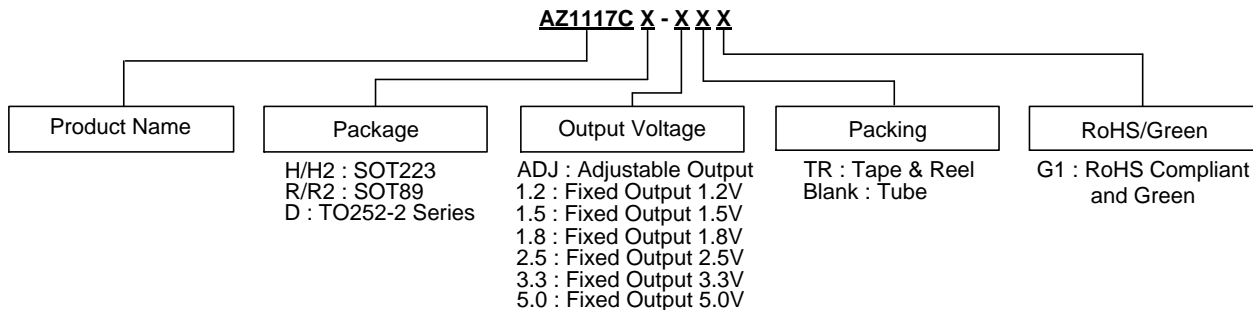 AZ1117C X - X X X
Product Name
Package
H/H2 : SOT223
R/R2 : SOT89
D : TO252-2 Series
Output Voltage
ADJ : Adjustable Output
1.2 : Fixed Output 1.2V
1.5 : Fixed Output 1.5V
1.8 : Fixed Output 1.8V
2.5 : Fixed Output 2.5V
3.3 : Fixed Output 3.3V
5.0 : Fixed Output 5.0V
Packing
TR : Tape & Reel
Blank : Tube
RoHS/Green
G1 : RoHS Compliant
and Green